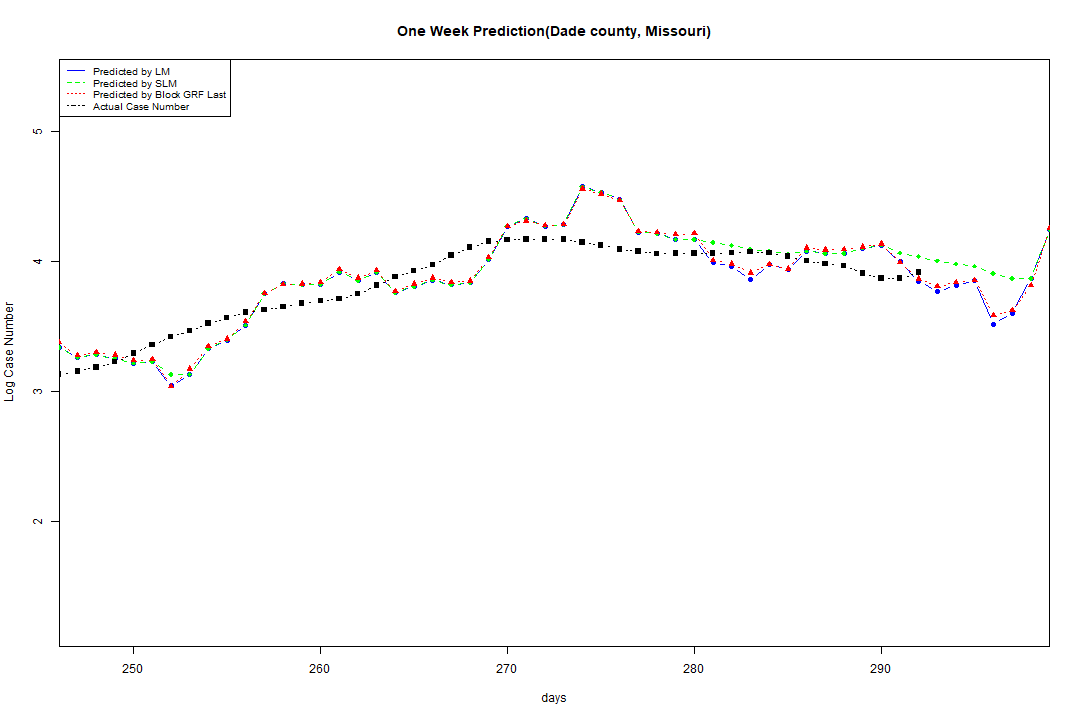 One Week Prediction(Dade county, Missouri)
Predicted by LM
Predicted by SLM
Predicted by Block GRF Last
Actual Case Number
5
4
3
2
Log Case Number
250 260 270 280 290
days